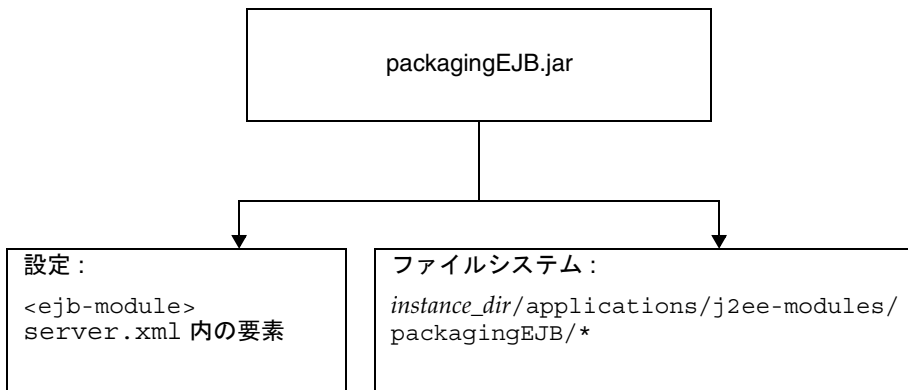 packagingEJB.jar
設定 :
<ejb-module>
server.xml 内の要素
ファイルシステム :
instance_dir/applications/j2ee-modules/
packagingEJB/*